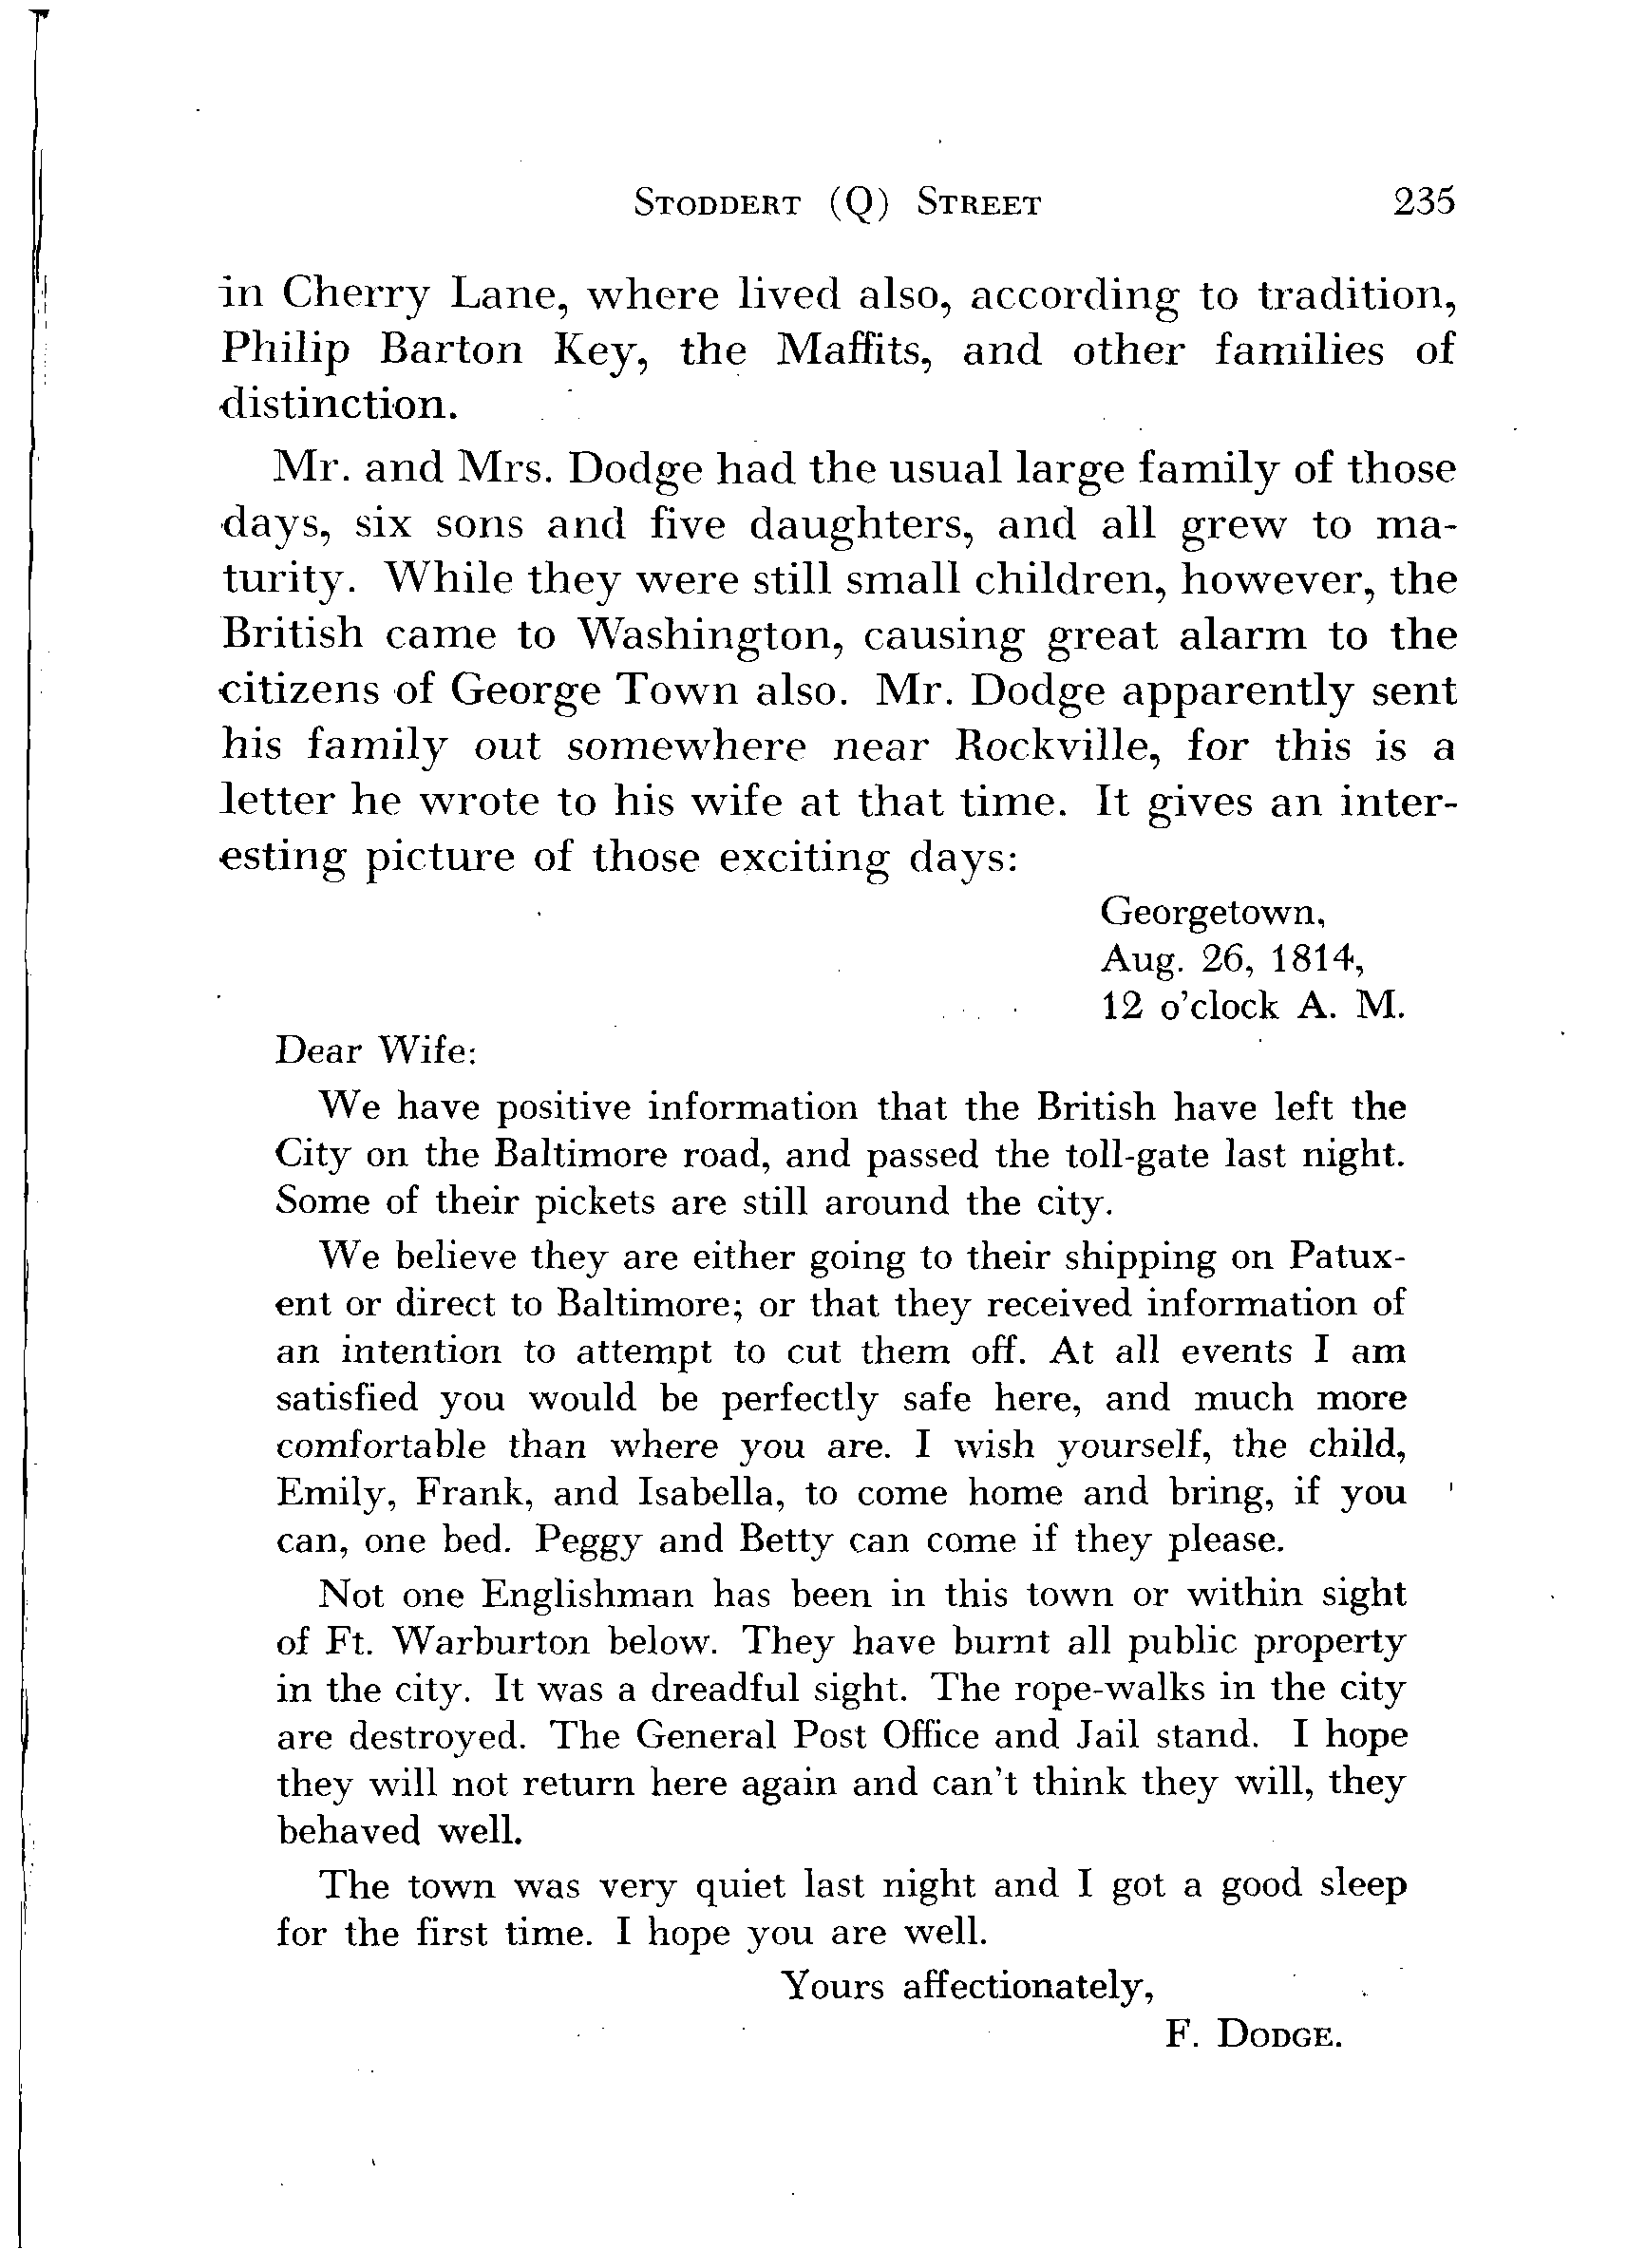 STODDERT (Q) STREET 235
in Cherry Lane, where lived also, according to tradition,
Philip Barton Key, the Maffits, and other families of
distinction.
Mr. and Mrs. Dodge had the usual large family of those
days, six sons and five daughters, and all grew to ma-
turity. While they were still small children, however, the
British came to Washington, causing great alarm to the
citizens of George Town also. Mr. Dodge apparently sent
his family out somewhere near Rockville, for this is a
letter he wrote to his wife at that time. It gives an inter-
esting picture of those exciting days:
Georgetown,
Aug. 26, 1814,
12 o'clock A. M.
Dear Wife:
We have positive information that the British have left the
City on the Baltimore road, and passed the toll-gate last night.
Some of their pickets are still around the city.
We believe they are either going to their shipping on Patux-
ent or direct to Baltimore; or that they received information of
an intention to attempt to cut them off. At all events I am
satisfied you would be perfectly safe here, and much more
comfortable than where you are. I wish yourself, the child,
Emily, Frank, and Isabella, to come home and bring, if you
can, one bed. Peggy and Betty can come if they please.
Not one Englishman has been in this town or within sight
of Ft. Warburton below. They have burnt all public property
in the city. It was a dreadful sight. The rope-walks in the city
are destroyed. The General Post Office and Jail stand. I hope
they will not return here again and can't think they will, they
behaved well.
The town was very quiet last night and I got a good sleep
for the first time. I hope you are well.
Yours affectionately,
F. DODGE.